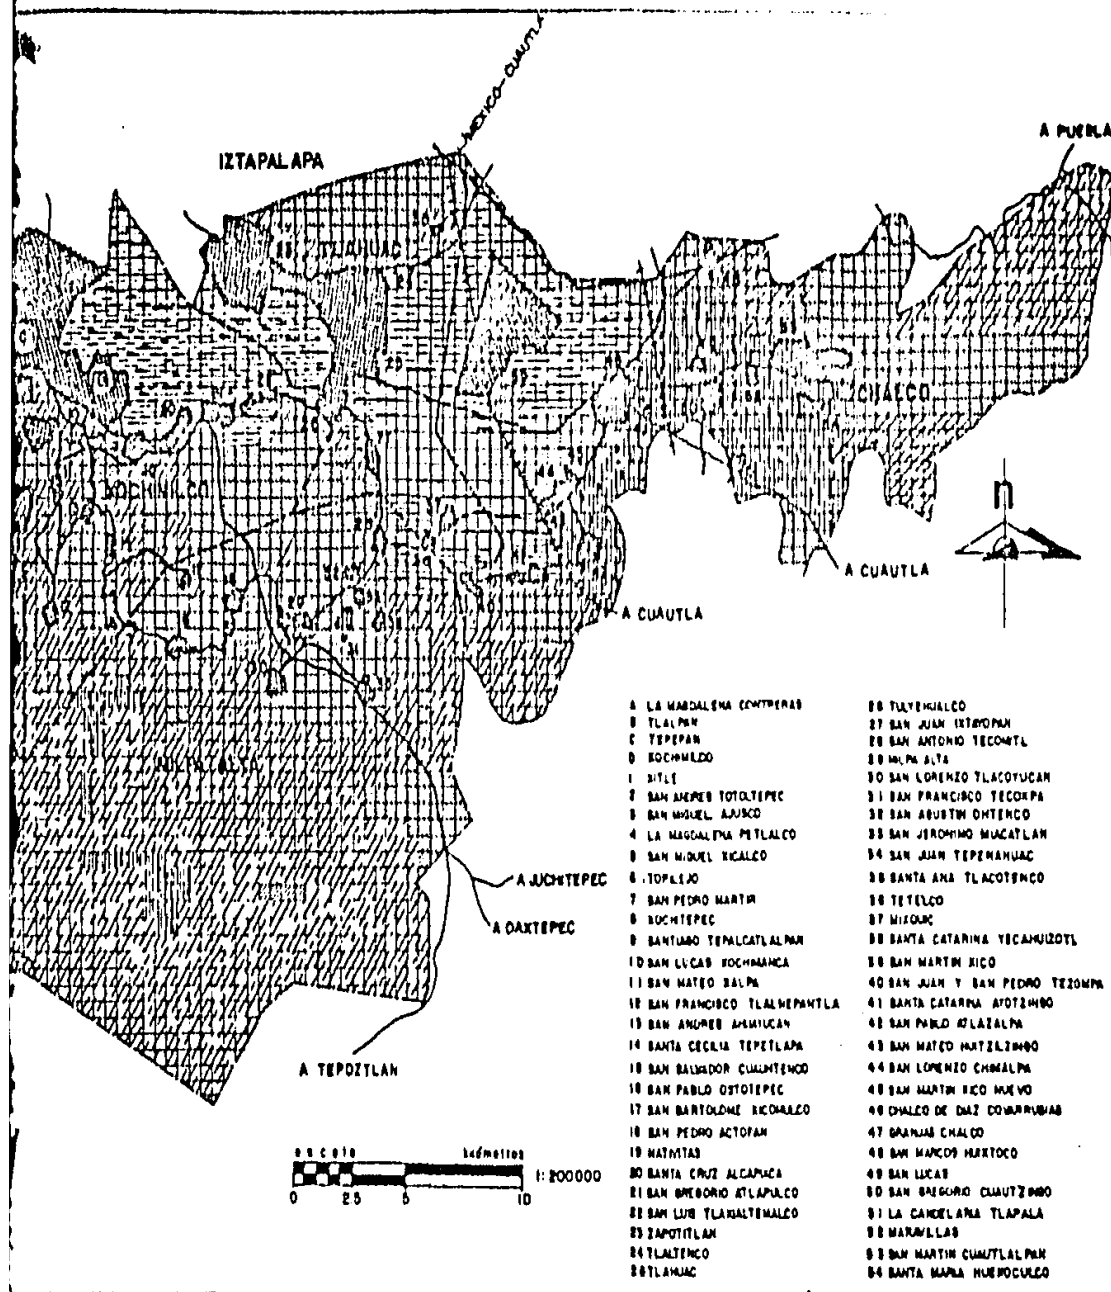 MEXICO-CUAUTLA
A PUEBLA
IZTAPALAPA
TLAHUAC
CHALCO
XOCHIMILCO
MILPA ALTA
n
A CUAUTLA
A CUAUTLA
A JUCHITEPEC
A OAXTEPEC
A TEPOZTLAN
escala kilómetros
1:200000
0 2.5 5 10
A LA MAGDALENA CONTRERAS
B TLALPAN
C TEPEPAN
D XOCHIMILCO
1 XITLE
2 SAN ANDRES TOTOLTEPEC
3 SAN MIGUEL AJUSCO
4 LA MAGDALENA PETLALCO
5 SAN MIGUEL XICALCO
6 TOPILEJO
7 SAN PEDRO MARTIR
8 XOCHITEPEC
9 SANTIAGO TEPALCATLALPAN
10 SAN LUCAS XOCHIMANCA
11 SAN MATEO XALPA
12 SAN FRANCISCO TLALNEPANTLA
13 SAN ANDRES AHUAYUCAN
14 SANTA CECILIA TEPETLAPA
15 SAN SALVADOR CUAUHTENCO
16 SAN PABLO OSTOTEPEC
17 SAN BARTOLOME XICOMULCO
18 SAN PEDRO ACTOPAN
19 NATIVITAS
20 SANTA CRUZ ALCAPIACA
21 SAN GREGORIO ATLAPULCO
22 SAN LUIS TLAXIALTEMALCO
23 ZAPOTITLAN
24 TLALTENCO
25 TLAHUAC
26 TULYEHUALCO
27 SAN JUAN IXTAYOPAN
28 SAN ANTONIO TECOMITL
29 MILPA ALTA
30 SAN LORENZO TLACOYUCAN
31 SAN FRANCISCO TECOXPA
32 SAN AGUSTIN OHTENCO
33 SAN JERONIMO MIACATLAN
34 SAN JUAN TEPENAHUAC
35 SANTA ANA TLACOTENCO
36 TETELCO
37 MIXQUIC
38 SANTA CATARINA YECAHUIZOTL
39 SAN MARTIN XICO
40 SAN JUAN Y SAN PEDRO TEZOMPA
41 SANTA CATARINA AYOTZINGO
42 SAN PABLO ATLAZALPA
43 SAN MATEO HUITZILZINGO
44 SAN LORENZO CHIMALPA
45 SAN MARTIN XICO NUEVO
46 CHALCO DE DIAZ COVARRUBIAS
47 GRANJAS CHALCO
48 SAN MARCOS HUIXTOCO
49 SAN LUCAS
50 SAN GREGORIO CUAUTZINGO
51 LA CANDELARIA TLAPALA
52 MARAVILLAS
53 SAN MARTIN CUAUTLALPAN
54 SANTA MARIA HUEXOCULCO